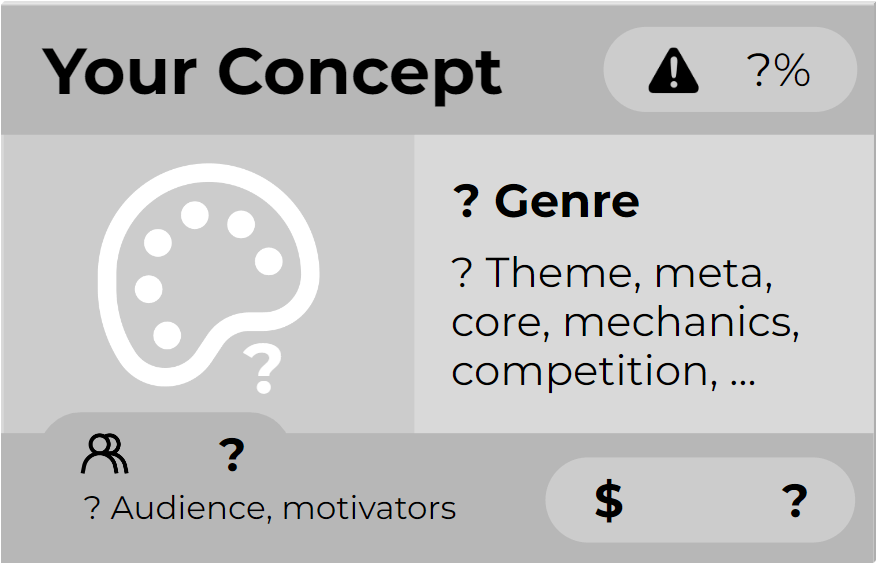 Your Concept
?%
? Genre
? Theme, meta,
core, mechanics,
competition, ...
?
?
? Audience, motivators
$ ?